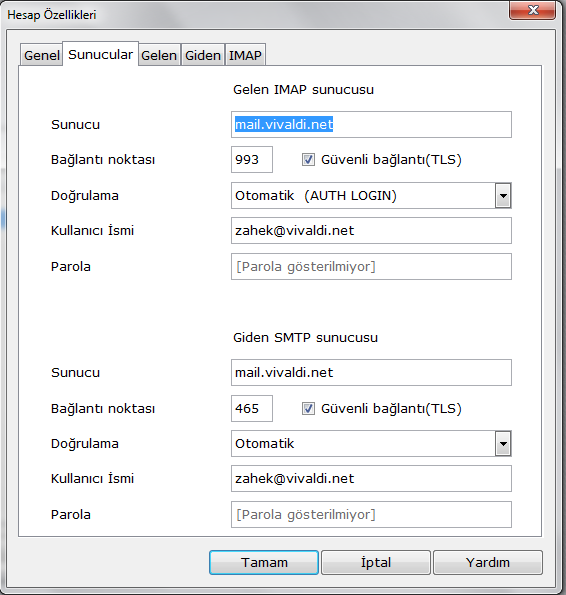 Hesap Özellikleri
Genel Sunucular Gelen Giden IMAP
Gelen IMAP sunucusu
Sunucu mail.vivaldi.net
Bağlantı noktası 993 Güvenli bağlantı(TLS)
Doğrulama Otomatik (AUTH LOGIN)
Kullanıcı İsmi zahek@vivaldi.net
Parola [Parola gösterilmiyor]
Giden SMTP sunucusu
Sunucu mail.vivaldi.net
Bağlantı noktası 465 Güvenli bağlantı(TLS)
Doğrulama Otomatik
Kullanıcı İsmi zahek@vivaldi.net
Parola [Parola gösterilmiyor]
Tamam İptal Yardım